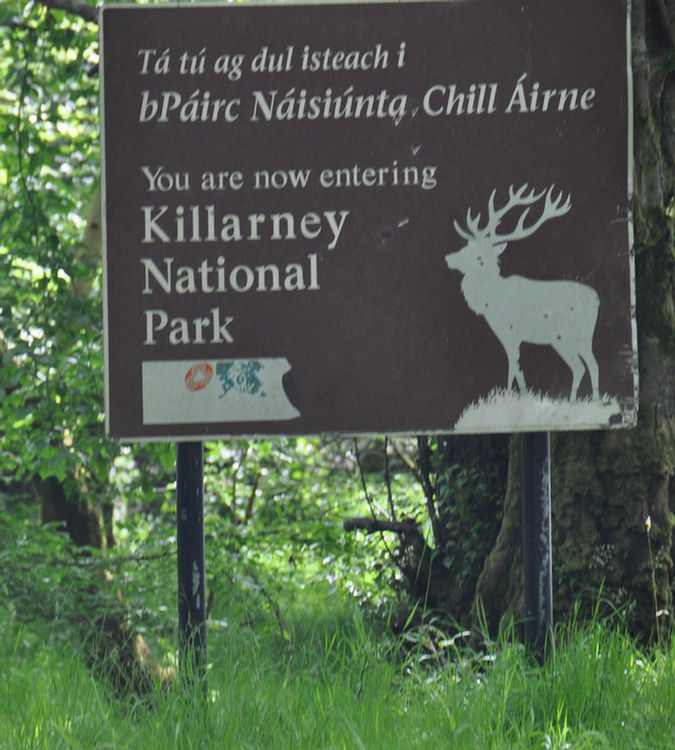 Tá tú ag dul isteach i
bPáirc Náisiúnta Chill Áirne
You are now entering
Killarney
National
Park